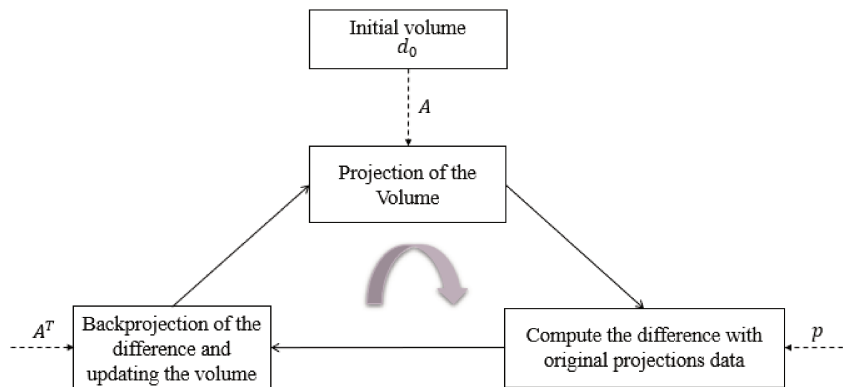 Initial volume
d₀
A
Projection of the
Volume
Aᵀ
Backprojection of the
difference and
updating the volume
Compute the difference with
original projections data
p